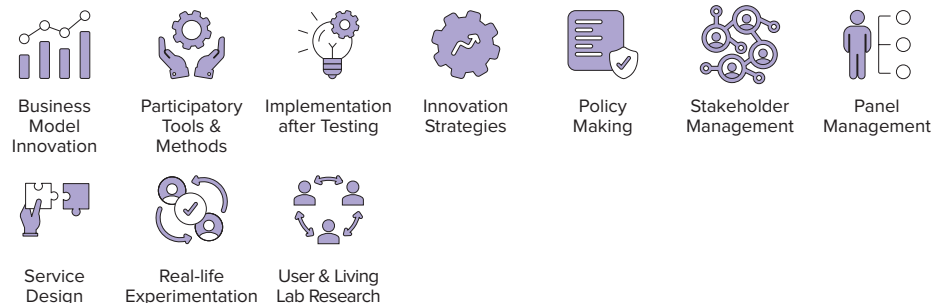 Business
Model
Innovation
Participatory
Tools &
Methods
Implementation
after Testing
Innovation
Strategies
Policy
Making
Stakeholder
Management
Panel
Management
Service
Design
Real-life
Experimentation
User & Living
Lab Research